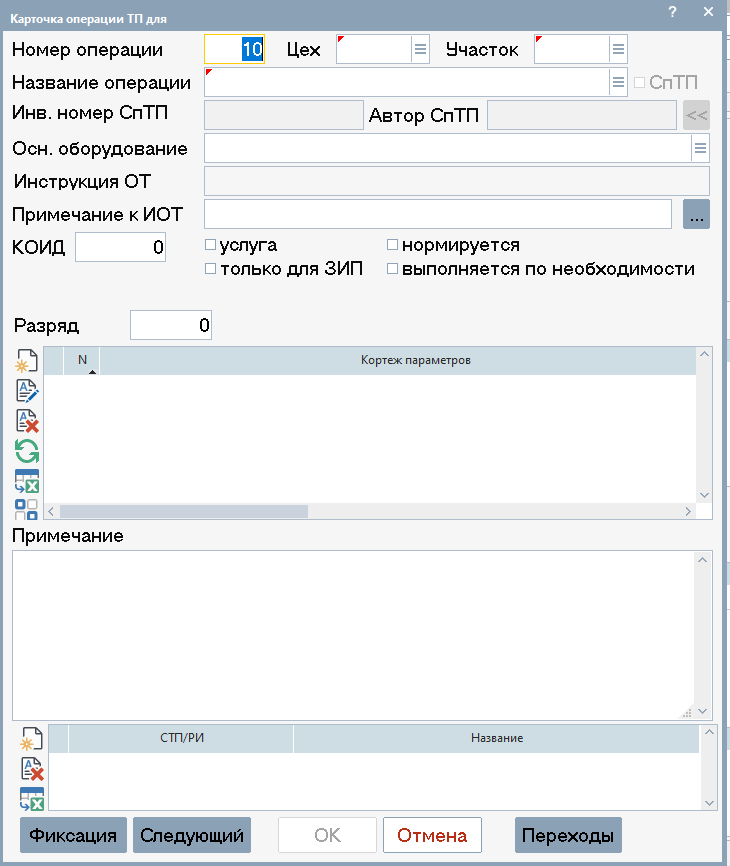 Карточка операции ТП для ? ×
Номер операции 10 Цех Участок
Название операции СпТП
Инв. номер СпТП Автор СпТП <<
Осн. оборудование
Инструкция ОТ
Примечание к ИОТ ...
КОИД 0 услуга нормируется
только для ЗИП выполняется по необходимости
Разряд 0
N Кортеж параметров
Примечание
СТП/РИ Название
Фиксация Следующий ОК Отмена Переходы